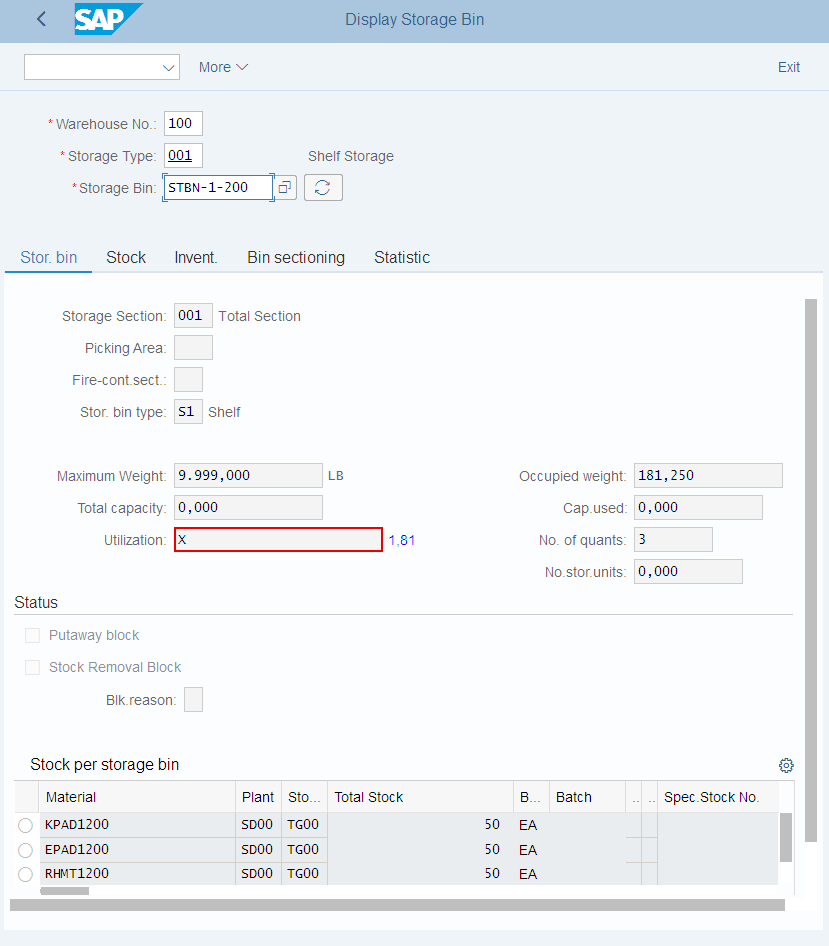 SAP Display Storage Bin
More Exit
* Warehouse No.: 100
* Storage Type: 001 Shelf Storage
* Storage Bin: STBN-1-200
Stor. bin Stock Invent. Bin sectioning Statistic
Storage Section: 001 Total Section
Picking Area:
Fire-cont.sect.:
Stor. bin type: S1 Shelf
Maximum Weight: 9.999,000 LB Occupied weight: 181,250
Total capacity: 0,000 Cap.used: 0,000
Utilization: X 1,81 No. of quants: 3
No.stor.units: 0,000
Status
Putaway block
Stock Removal Block
Blk.reason:
Stock per storage bin
Material Plant Sto... Total Stock B... Batch .. .. Spec.Stock No.
KPAD1200 SD00 TG00 50 EA
EPAD1200 SD00 TG00 50 EA
RHMT1200 SD00 TG00 50 EA